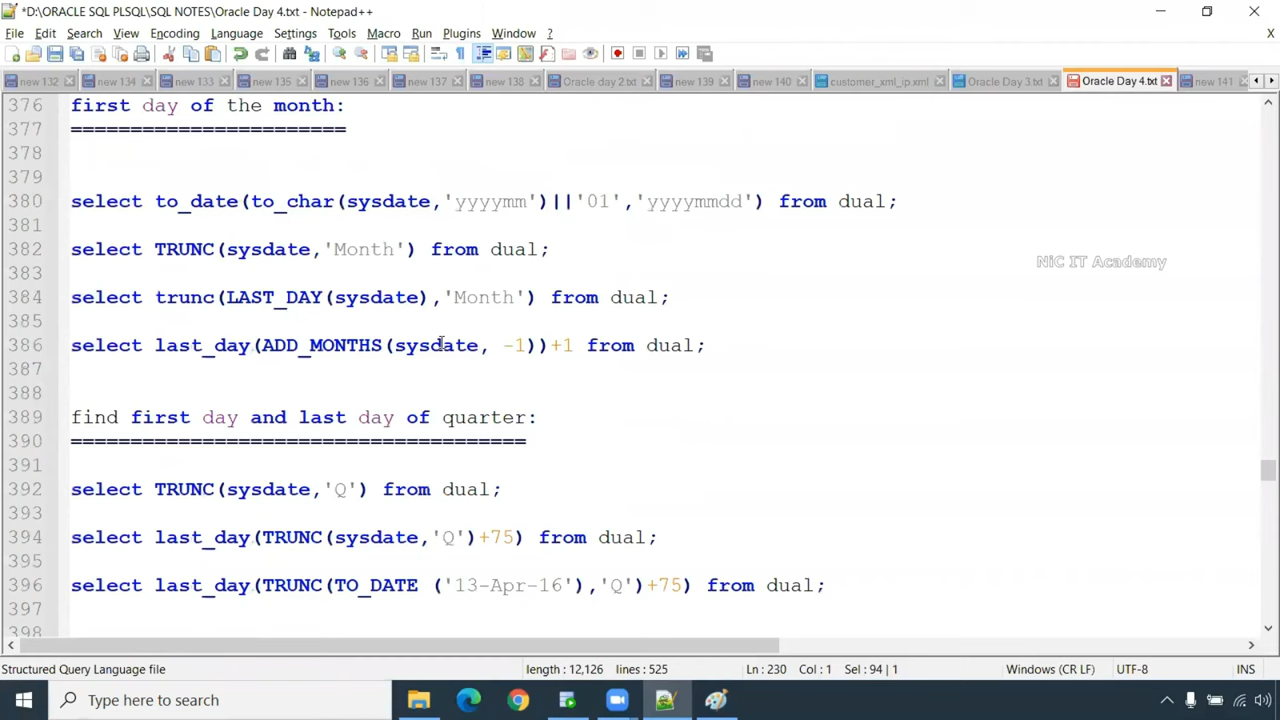 *D:\ORACLE SQL PLSQL\SQL NOTES\Oracle Day 4.txt - Notepad++
File Edit Search View Encoding Language Settings Tools Macro Run Plugins Window ?
X
new 132 new 134 new 133 new 135 new 136 new 137 new 138 Oracle day 2.txt new 139 new 140 customer_xml_ip.xml Oracle Day 3.txt Oracle Day 4.txt new 141
376 first day of the month:
377 =======================
378
379
380 select to_date(to_char(sysdate,'yyyymm')||'01','yyyymmdd') from dual;
381
382 select TRUNC(sysdate,'Month') from dual;
383
384 select trunc(LAST_DAY(sysdate),'Month') from dual;
385
386 select last_day(ADD_MONTHS(sysdate, -1))+1 from dual;
387
388
389 find first day and last day of quarter:
390 ======================================
391
392 select TRUNC(sysdate,'Q') from dual;
393
394 select last_day(TRUNC(sysdate,'Q')+75) from dual;
395
396 select last_day(TRUNC(TO_DATE ('13-Apr-16'),'Q')+75) from dual;
397
398
NiC IT Academy
Structured Query Language file length : 12,126 lines : 525 Ln : 230 Col : 1 Sel : 94 | 1 Windows (CR LF) UTF-8 INS
Type here to search